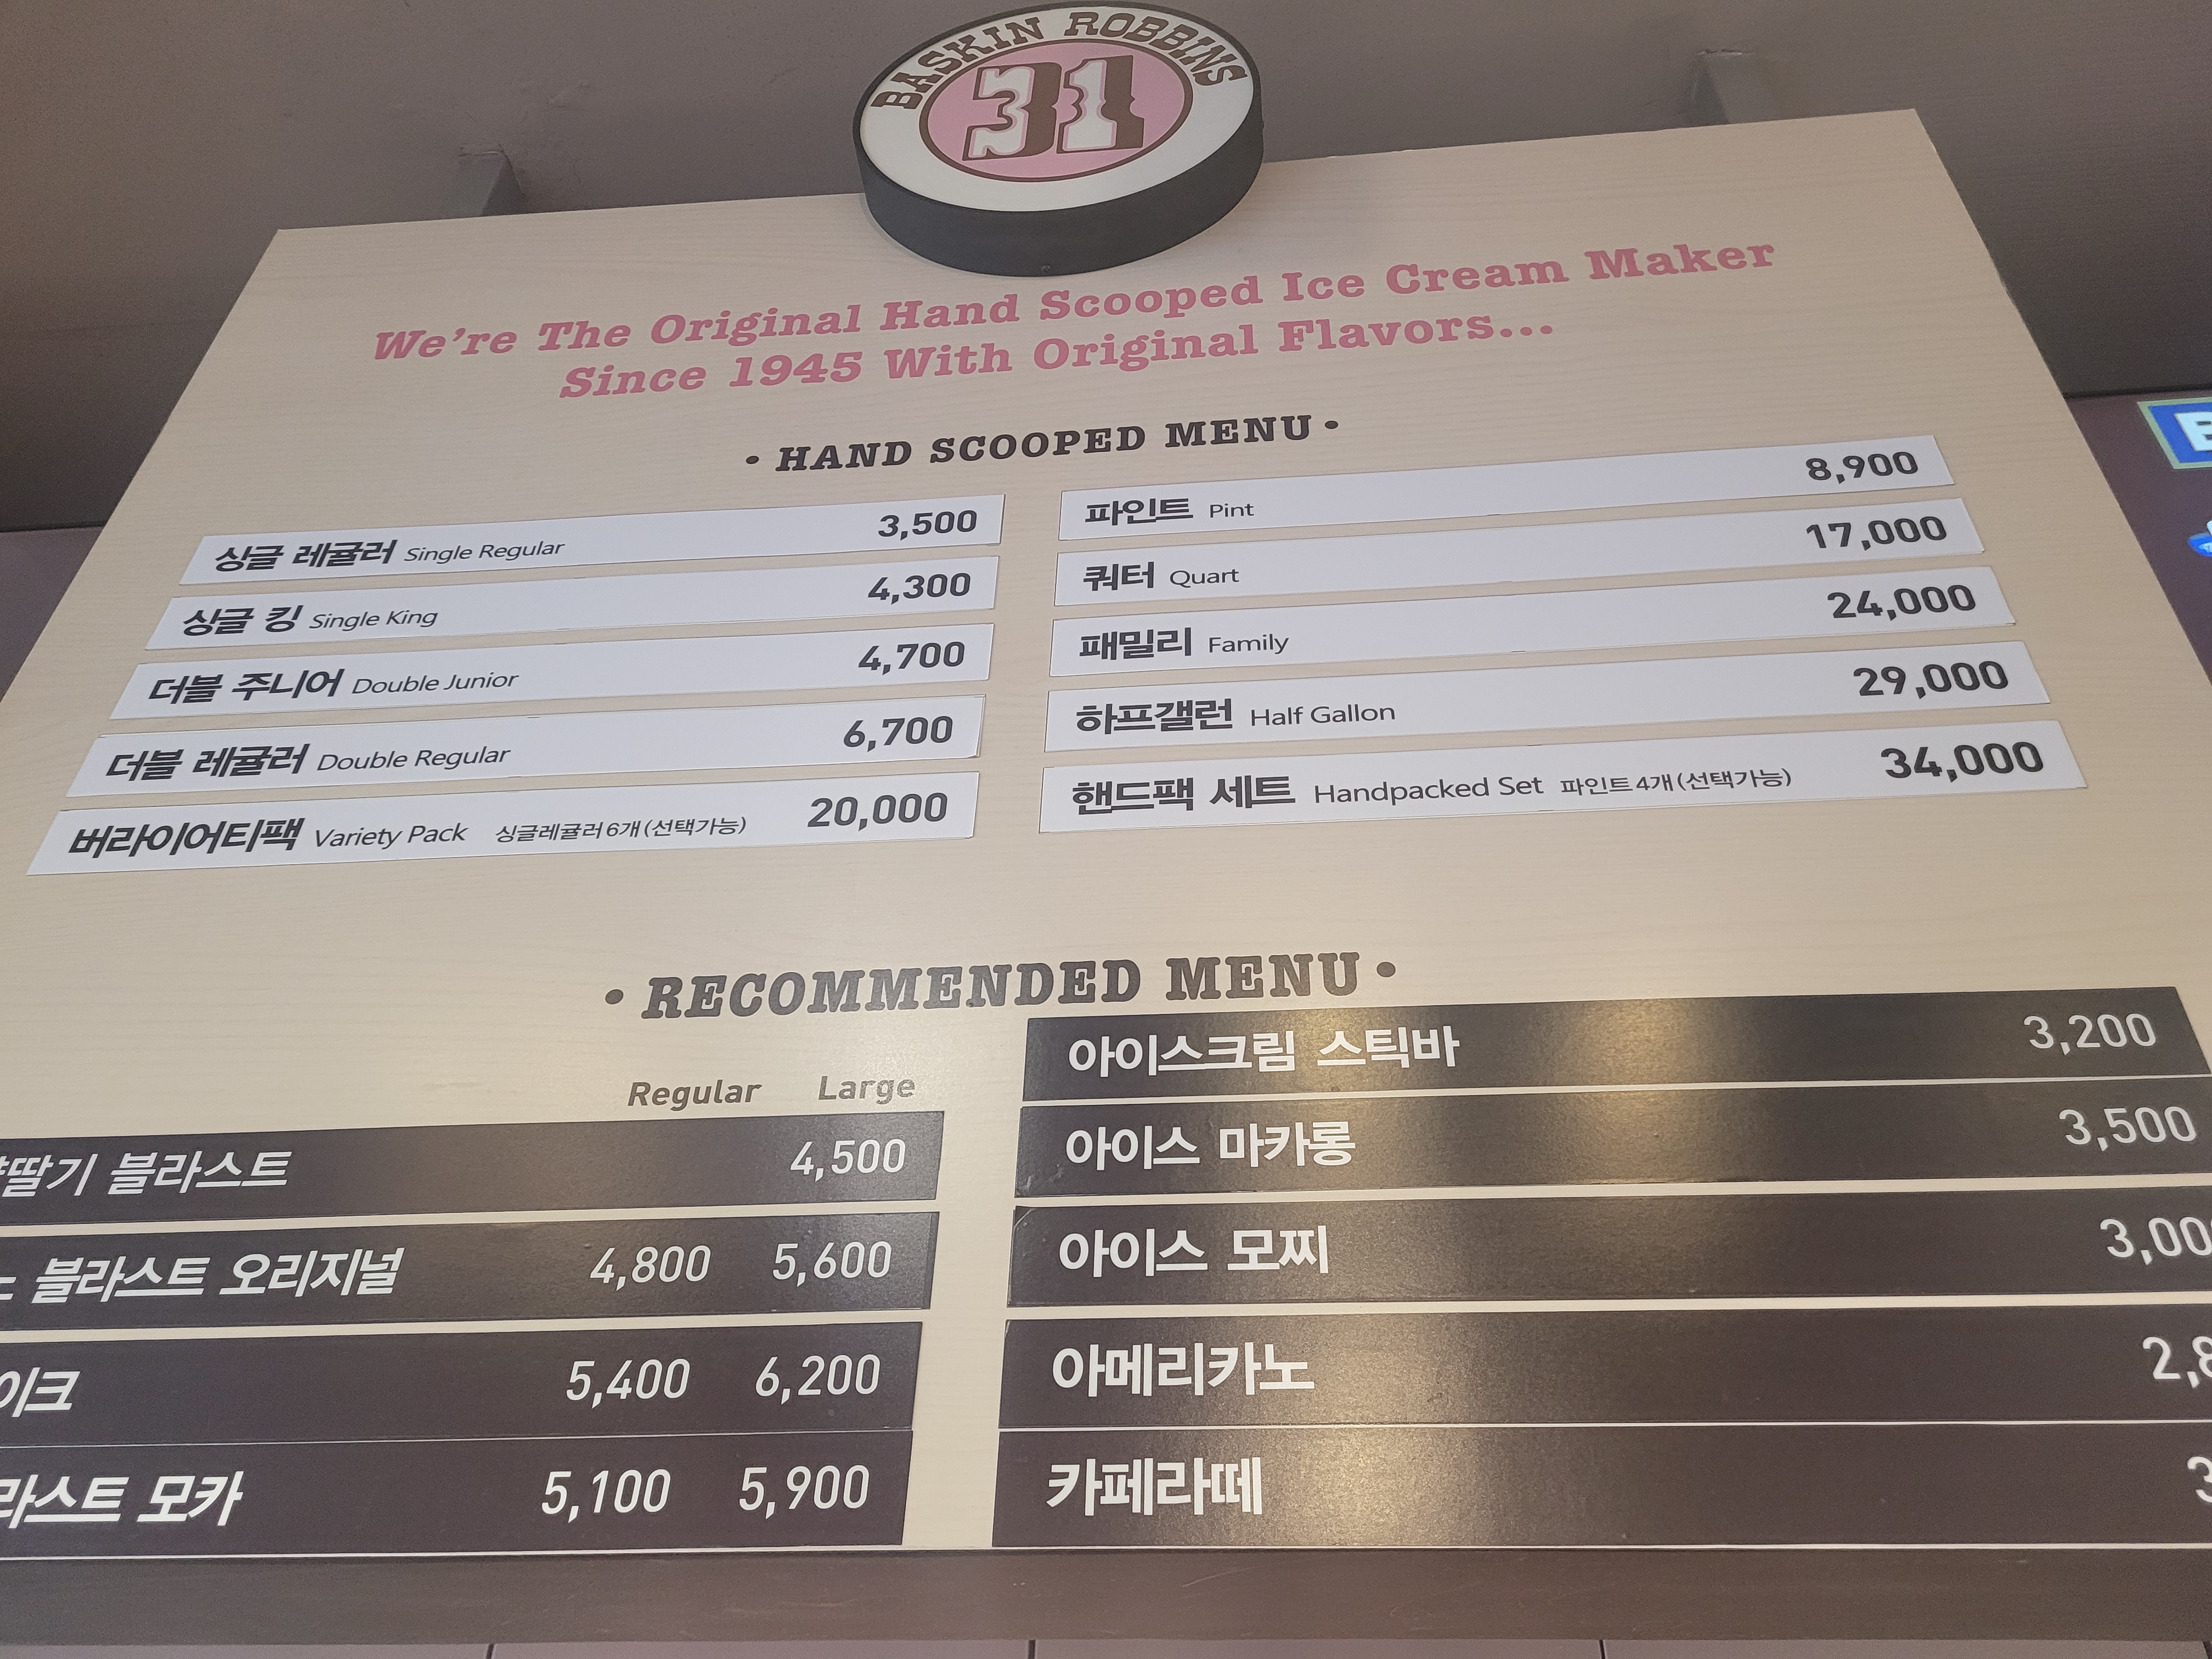 BASKIN ROBBINS
31
We're The Original Hand Scooped Ice Cream Maker
Since 1945 With Original Flavors...
• HAND SCOOPED MENU •
싱글 레귤러 Single Regular 3,500
싱글 킹 Single King 4,300
더블 주니어 Double Junior 4,700
더블 레귤러 Double Regular 6,700
버라이어티팩 Variety Pack 싱글레귤러 6개 (선택가능) 20,000
파인트 Pint 8,900
쿼터 Quart 17,000
패밀리 Family 24,000
하프갤런 Half Gallon 29,000
핸드팩 세트 Handpacked Set 파인트 4개 (선택가능) 34,000
• RECOMMENDED MENU •
Regular Large
딸기 블라스트 4,500
블라스트 오리지널 4,800 5,600
이크 5,400 6,200
라스트 모카 5,100 5,900
아이스크림 스틱바 3,200
아이스 마카롱 3,500
아이스 모찌 3,00
아메리카노 2,8
카페라떼 3